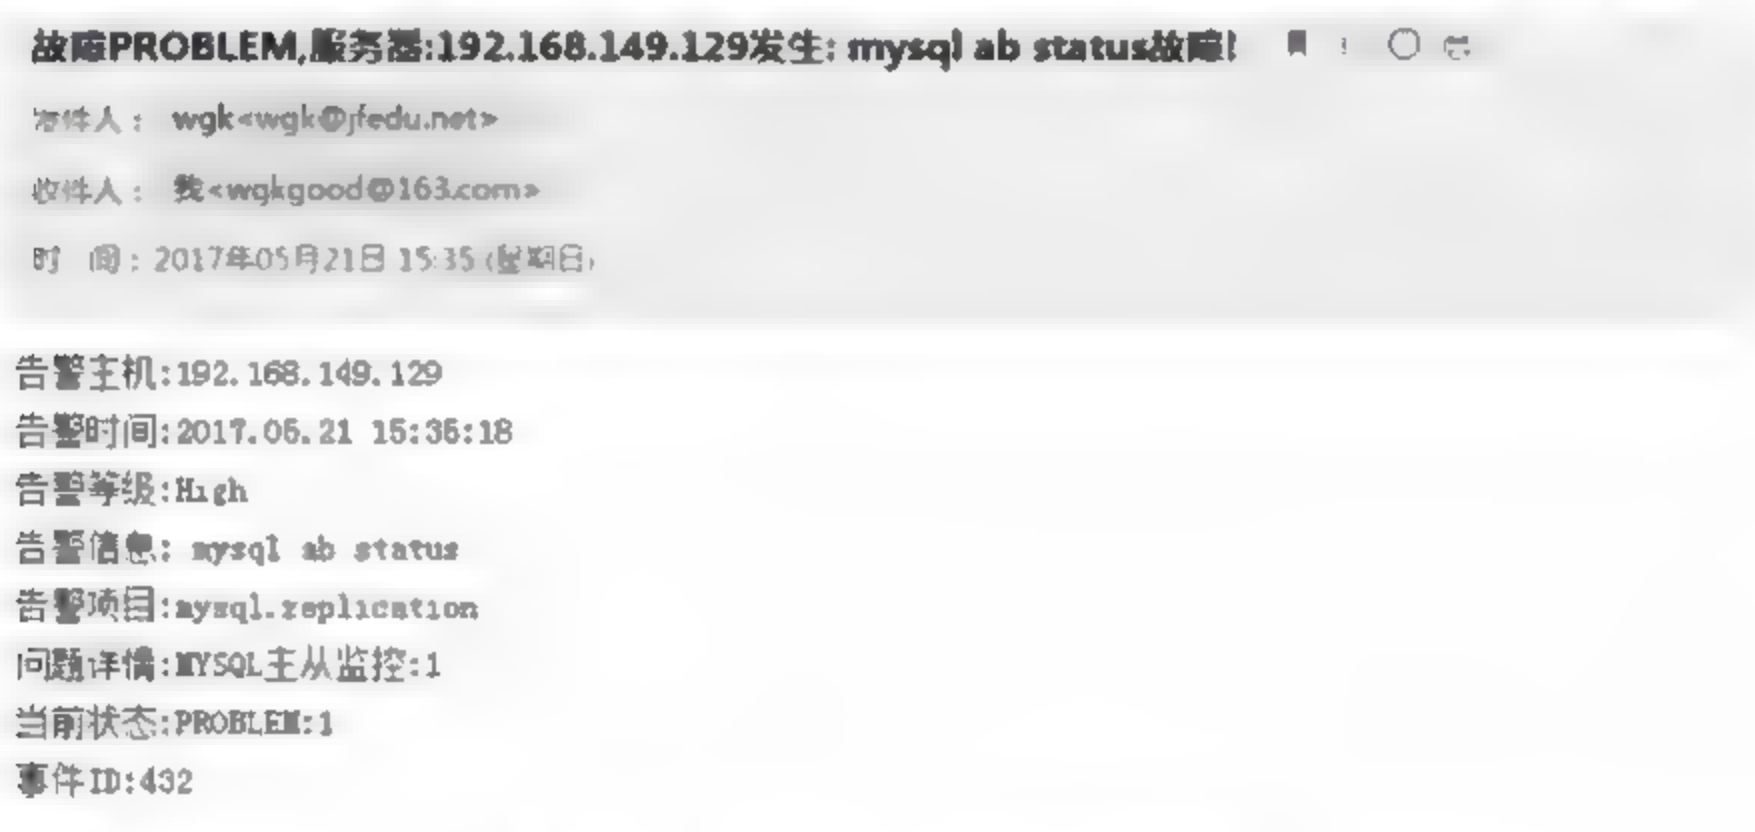 故障PROBLEM,服务器:192.168.149.129发生: mysql ab status故障!
发件人： wgk<wgk@jfedu.net>
收件人： 我<wgkgood@163.com>
时 间：2017年05月21日 15:35 (星期日)
告警主机:192.168.149.129
告警时间:2017.05.21 15:35:18
告警等级:High
告警信息: mysql ab status
告警项目:mysql.replication
问题详情:MYSQL主从监控:1
当前状态:PROBLEM:1
事件ID:432